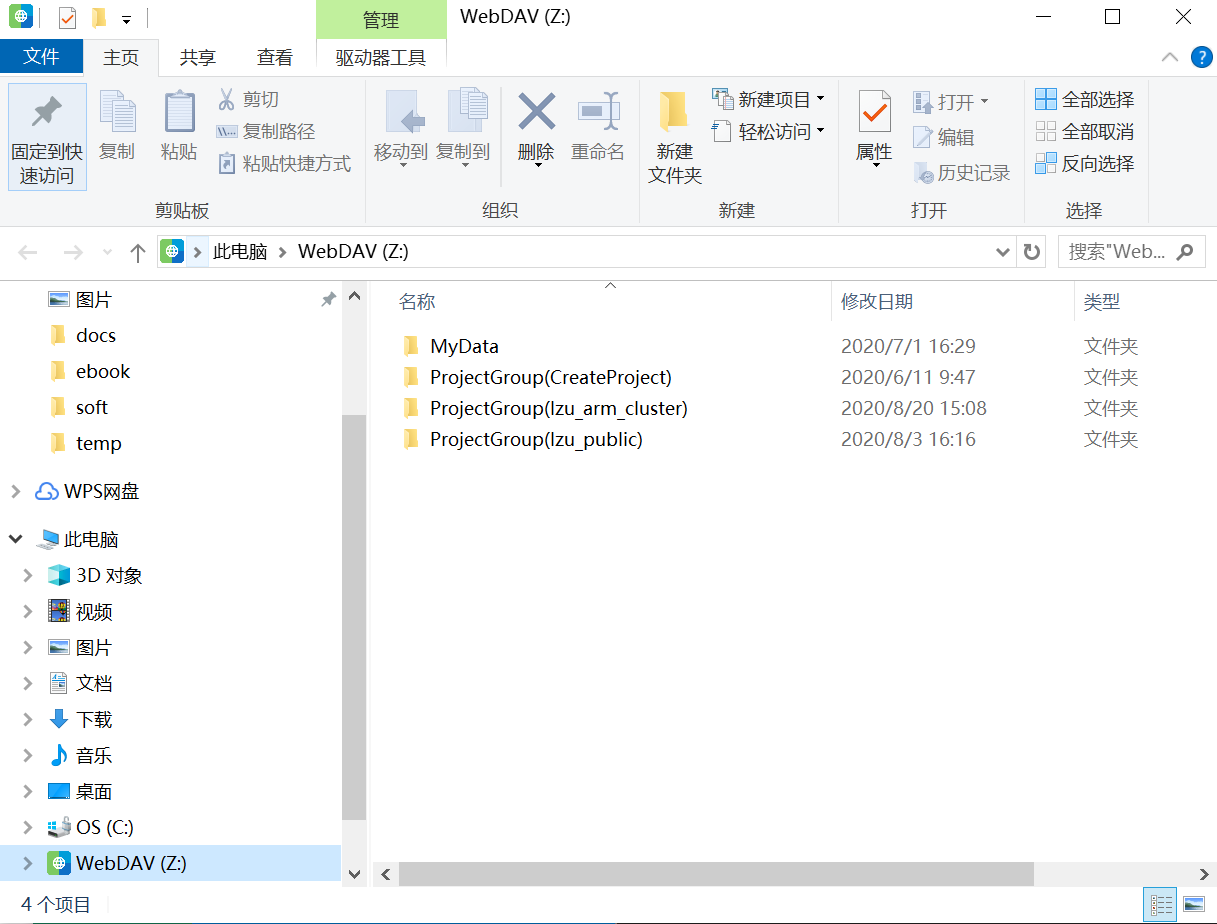 管理
WebDAV (Z:)
文件
主页
共享
查看
驱动器工具
固定到快
速访问
复制
粘贴
剪切
复制路径
粘贴快捷方式
剪贴板
移动到
复制到
删除
重命名
组织
新建
文件夹
新建项目
轻松访问
新建
属性
打开
编辑
历史记录
打开
全部选择
全部取消
反向选择
选择
此电脑
WebDAV (Z:)
搜索"Web...
图片
docs
ebook
soft
temp
WPS网盘
此电脑
3D 对象
视频
图片
文档
下载
音乐
桌面
OS (C:)
WebDAV (Z:)
名称 修改日期 类型
MyData 2020/7/1 16:29 文件夹
ProjectGroup(CreateProject) 2020/6/11 9:47 文件夹
ProjectGroup(lzu_arm_cluster) 2020/8/20 15:08 文件夹
ProjectGroup(lzu_public) 2020/8/3 16:16 文件夹
4 个项目